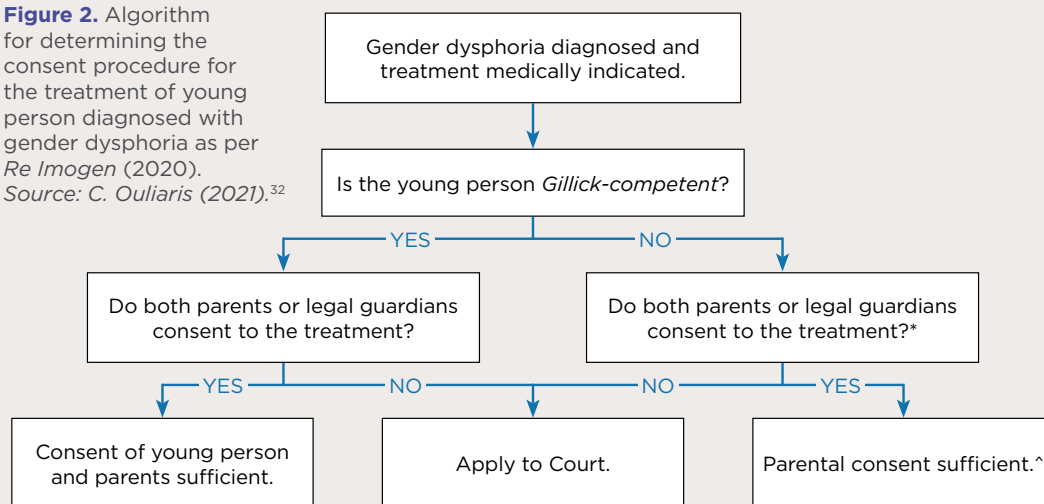 Figure 2. Algorithm
for determining the
consent procedure for
the treatment of young
person diagnosed with
gender dysphoria as per
Re Imogen (2020).
Source: C. Ouliaris (2021).32
Gender dysphoria diagnosed and
treatment medically indicated.
Is the young person Gillick-competent?
YES
NO
Do both parents or legal guardians
consent to the treatment?
Do both parents or legal guardians
consent to the treatment?*
YES
NO
NO
YES
Consent of young person
and parents sufficient.
Apply to Court.
Parental consent sufficient.^